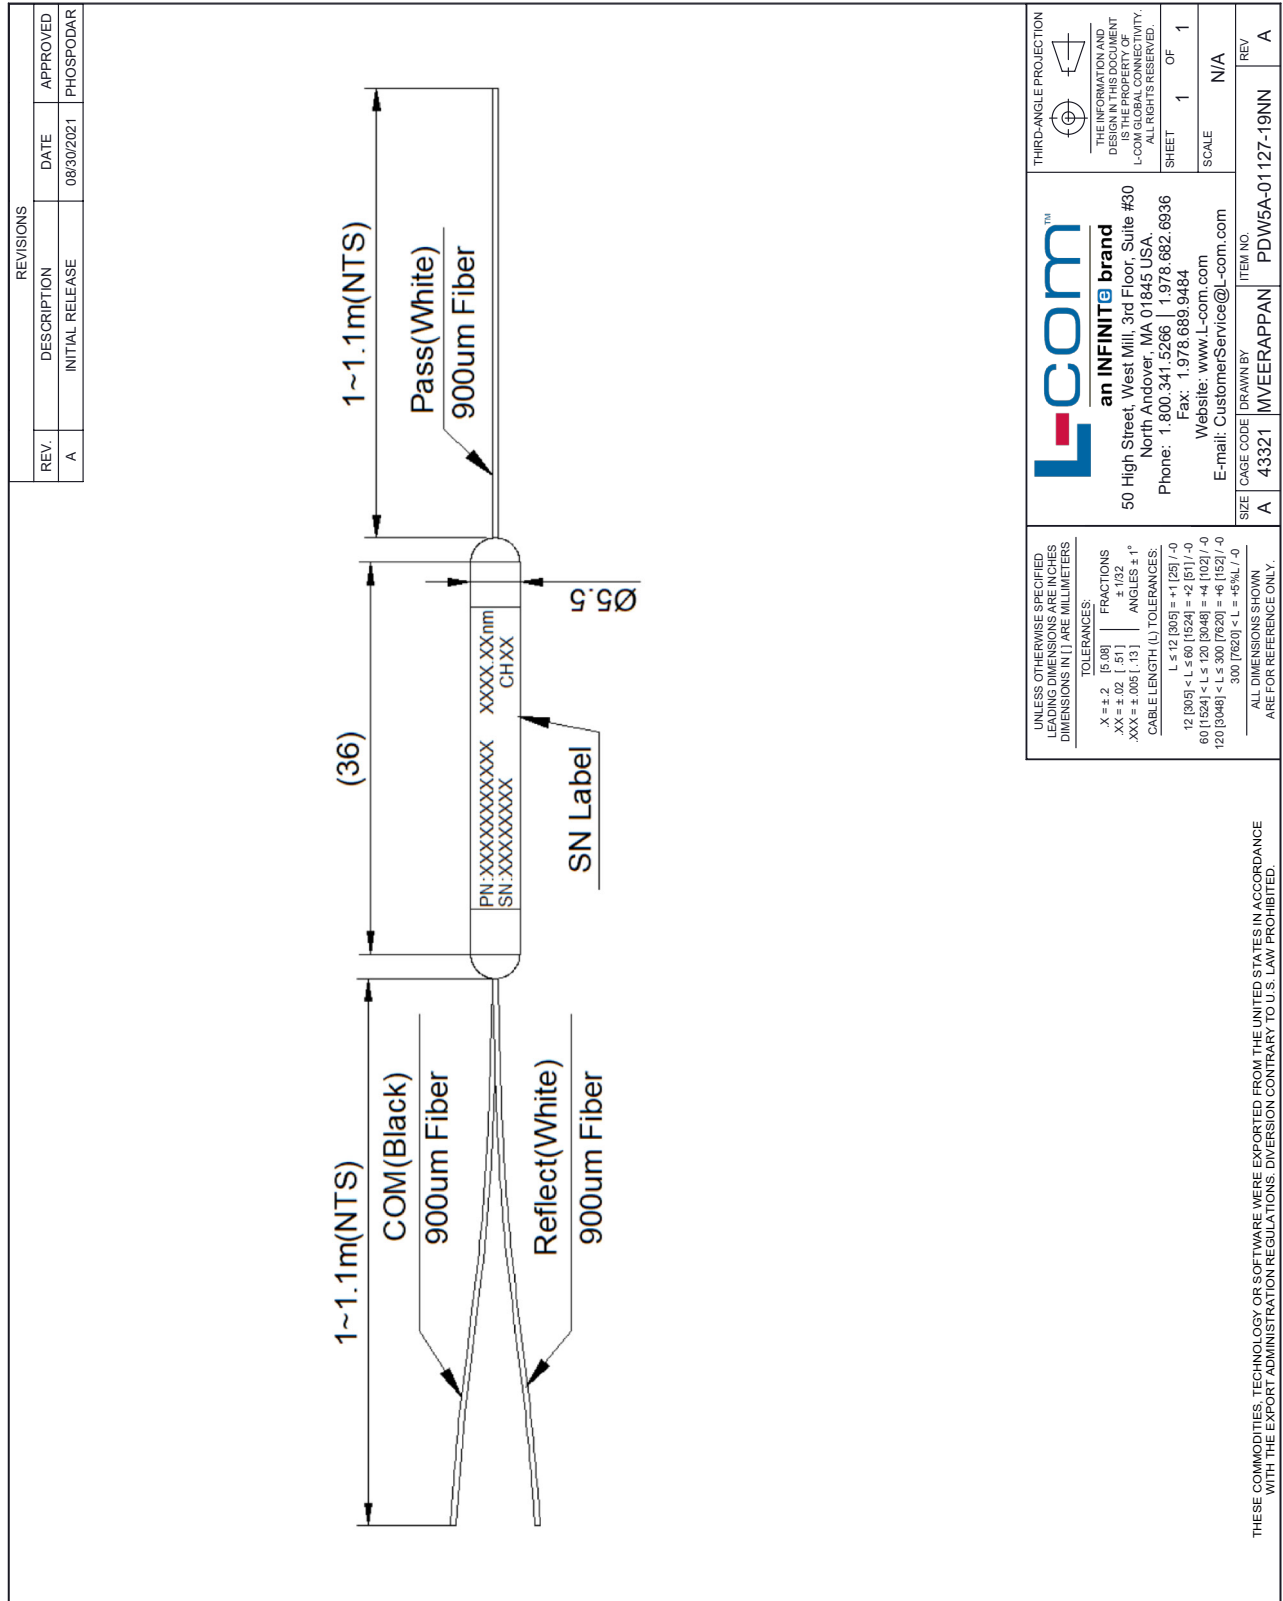 REVISIONS
REV. DESCRIPTION DATE APPROVED
A INITIAL RELEASE 08/30/2021 PHOSPODAR
1~1.1m(NTS)
(36)
1~1.1m(NTS)
COM(Black)
900um Fiber
Pass(White)
900um Fiber
PN:XXXXXXXXXXX XXXX.XXnm
SN:XXXXXXXX CHXX
Ø5.5
Reflect(White)
900um Fiber
SN Label
UNLESS OTHERWISE SPECIFIED
LEADING DIMENSIONS ARE INCHES
DIMENSIONS IN [ ] ARE MILLIMETERS
TOLERANCES:
.X = ± .2 [5.08] FRACTIONS
.XX = ± .02 [ .51 ] ± 1/32
.XXX = ± .005 [ .13 ] ANGLES ± 1°
CABLE LENGTH (L) TOLERANCES:
L ≤ 12 [305] = +1 [25] / -0
12 [305] < L ≤ 60 [1524] = +2 [51] / -0
60 [1524] < L ≤ 120 [3048] = +4 [102] / -0
120 [3048] < L ≤ 300 [7620] = +6 [152] / -0
300 [7620] < L = +5%L / -0
ALL DIMENSIONS SHOWN
ARE FOR REFERENCE ONLY.
L-com™
an INFINITe brand
50 High Street, West Mill, 3rd Floor, Suite #30
North Andover, MA 01845 USA.
Phone: 1.800.341.5266 | 1.978.682.6936
Fax: 1.978.689.9484
Website: www.L-com.com
E-mail: CustomerService@L-com.com
THIRD-ANGLE PROJECTION
THE INFORMATION AND
DESIGN IN THIS DOCUMENT
IS THE PROPERTY OF
L-COM GLOBAL CONNECTIVITY.
ALL RIGHTS RESERVED.
SHEET 1 OF 1
SCALE N/A
SIZE A
CAGE CODE 43321
DRAWN BY MVEERAPPAN
ITEM NO. PDW5A-01127-19NN
REV A
THESE COMMODITIES, TECHNOLOGY OR SOFTWARE WERE EXPORTED FROM THE UNITED STATES IN ACCORDANCE
WITH THE EXPORT ADMINISTRATION REGULATIONS. DIVERSION CONTRARY TO U.S. LAW PROHIBITED.